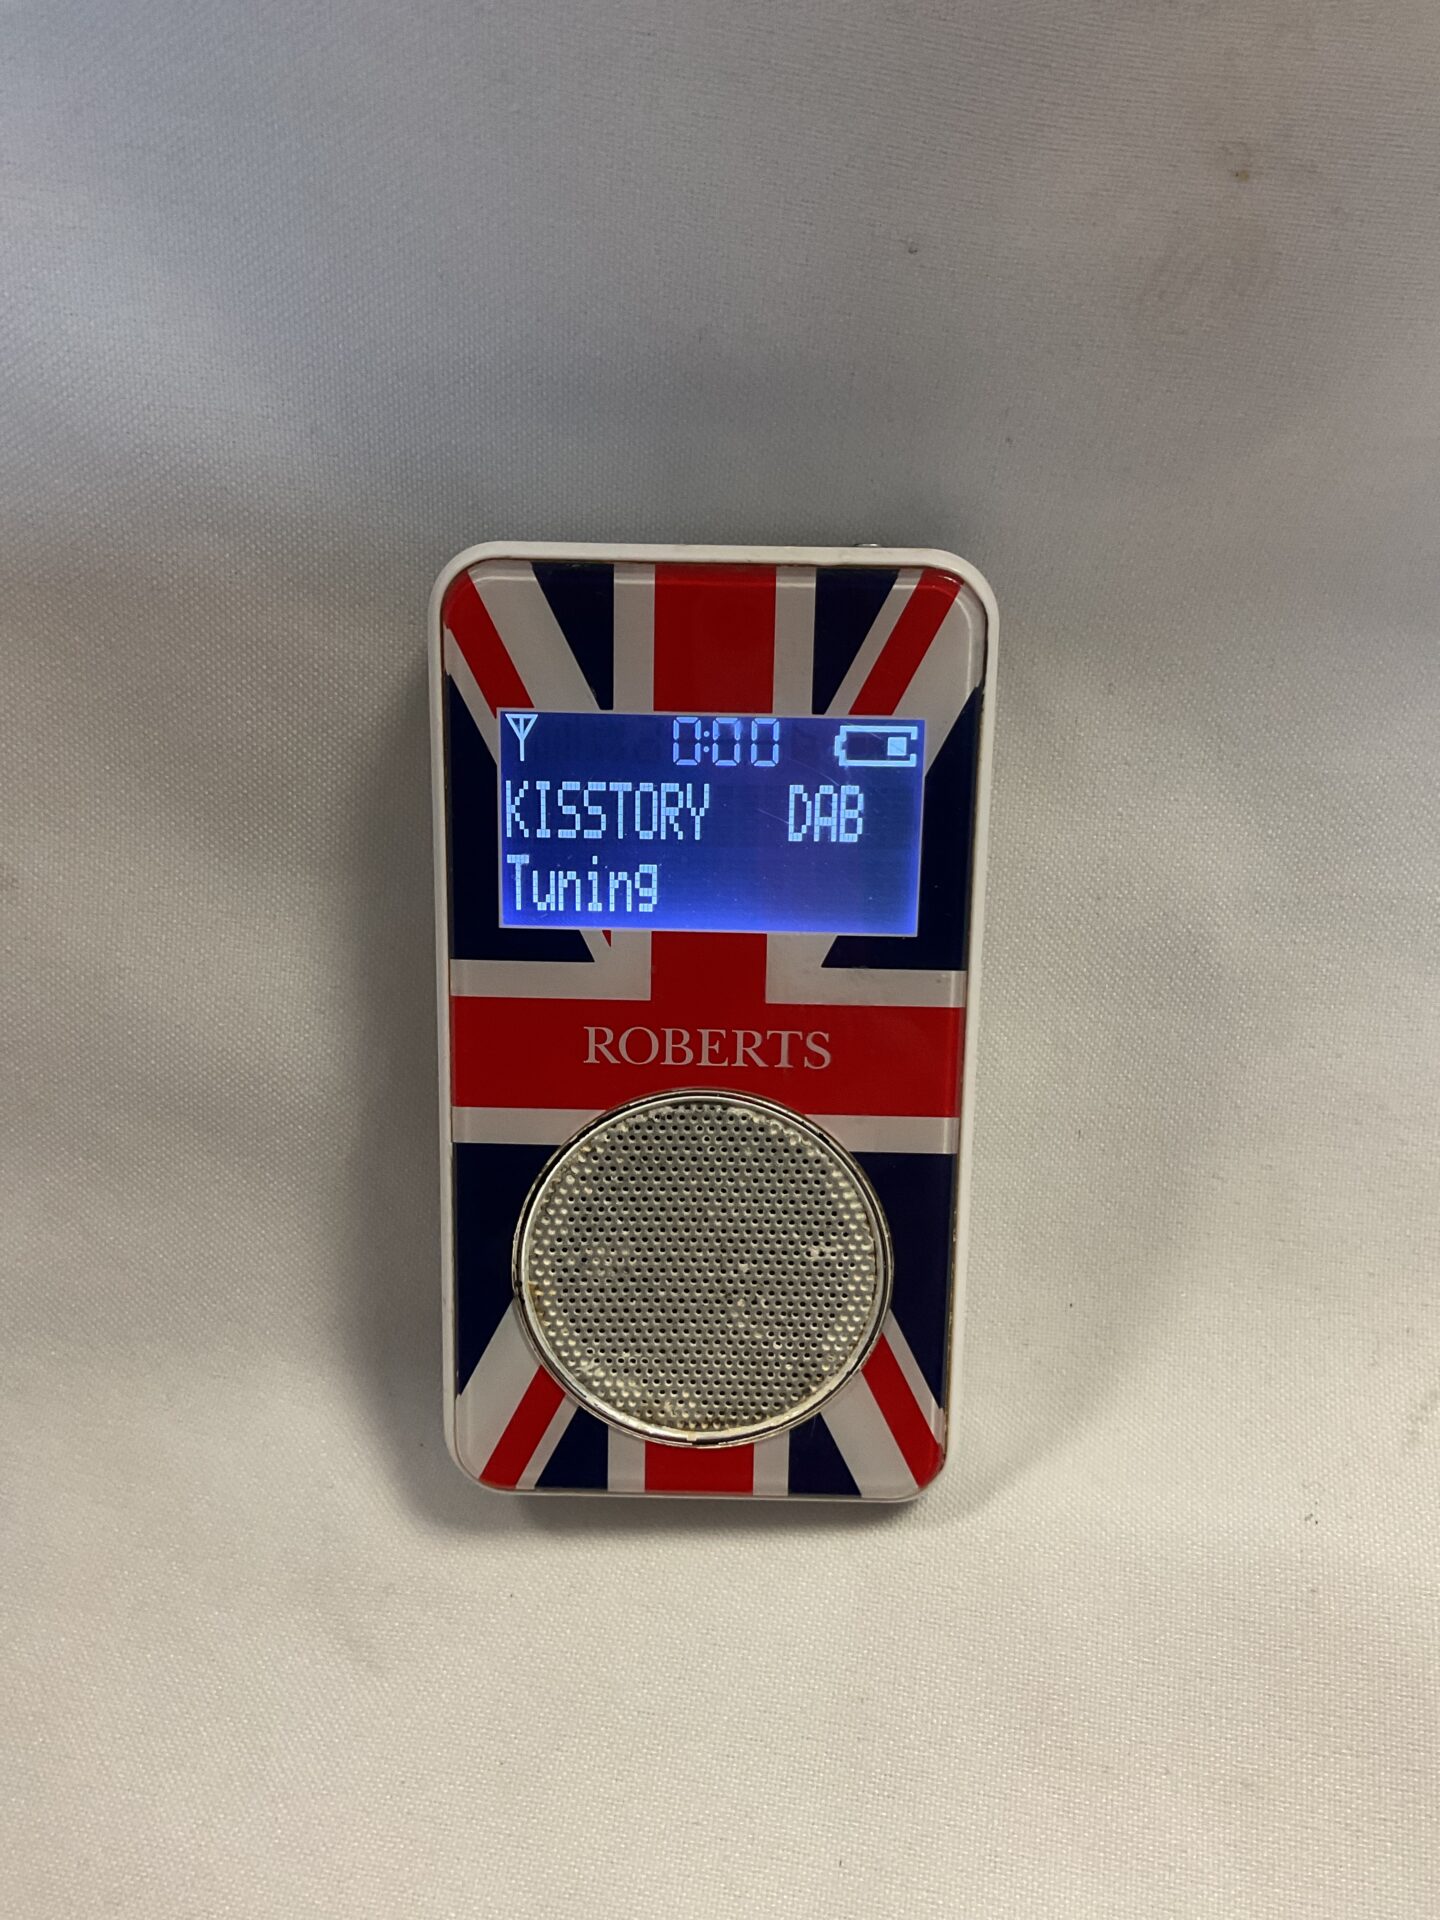 0:00
KISSTORY DAB
Tuning
ROBERTS